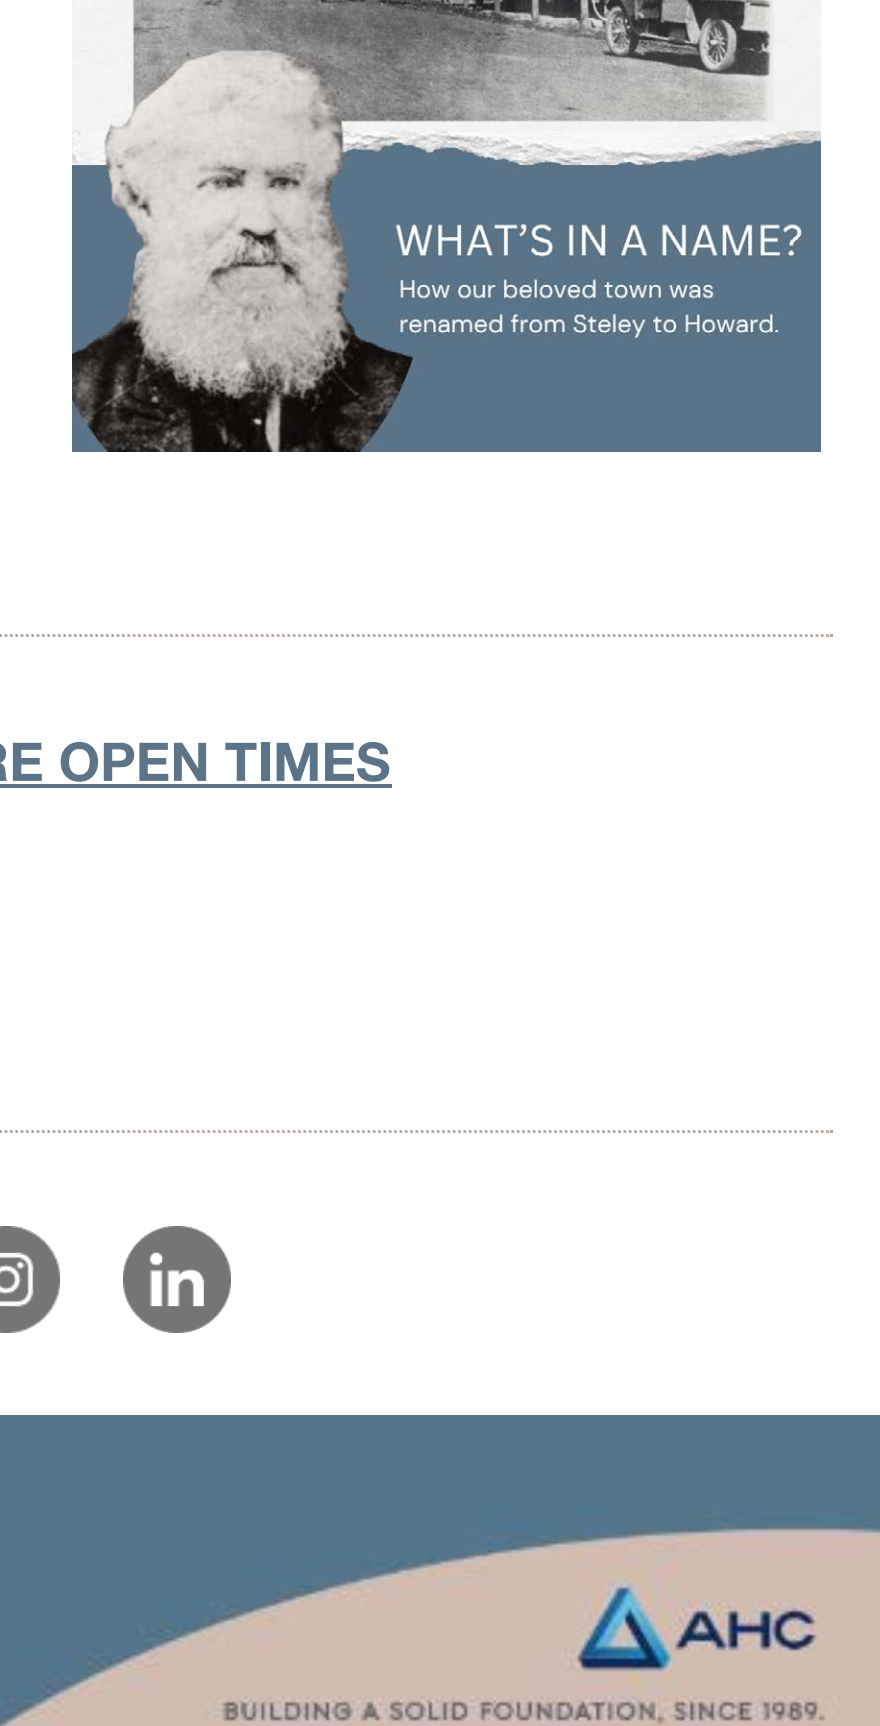 WHAT'S IN A NAME?
How our beloved town was
renamed from Steley to Howard.
RE OPEN TIMES
in
AHC
BUILDING A SOLID FOUNDATION, SINCE 1989.